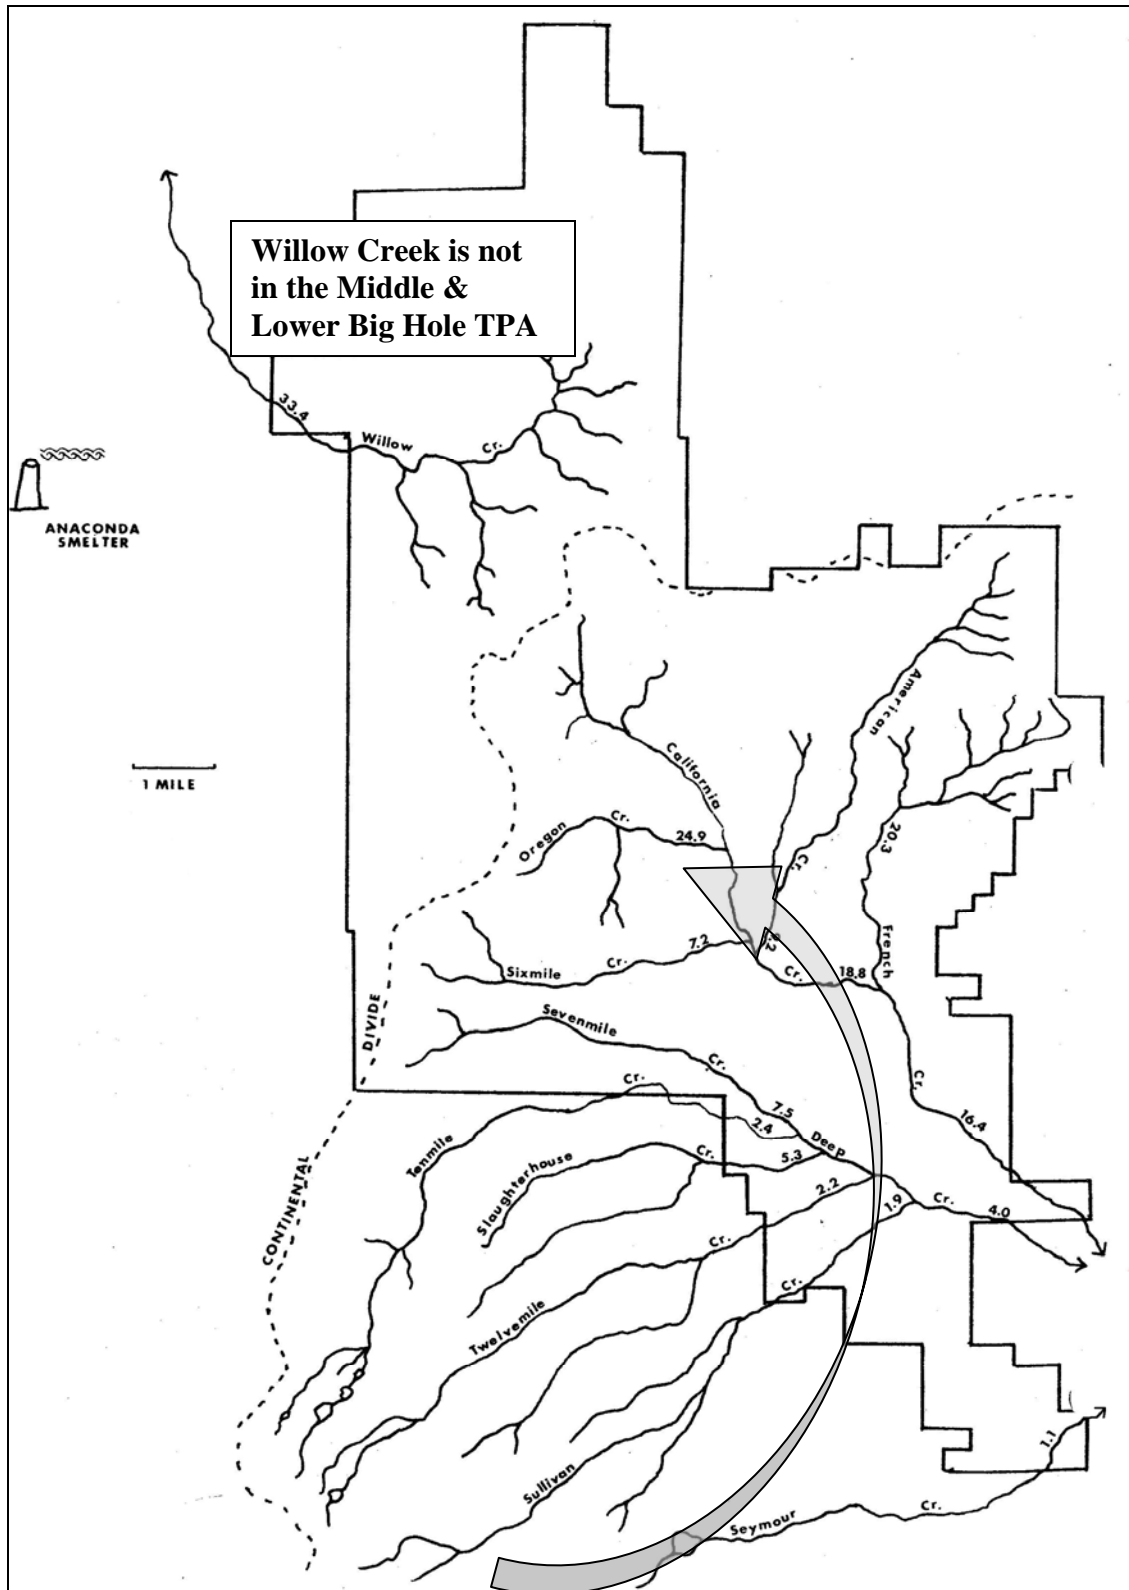 Willow Creek is not
in the Middle &
Lower Big Hole TPA
33.4
Willow Cr.
ANACONDA
SMELTER
1 MILE
American Cr.
California Cr.
Oregon Cr. 24.9
20.3
French Cr.
Sixmile Cr. 7.2
18.8
DIVIDE
CONTINENTAL
Sevenmile Cr. 7.5
Tenmile Cr. 2.4
Deep Cr. 4.0
16.4
Slaughterhouse Cr. 5.3
Twelvemile Cr. 2.2
Sullivan Cr. 1.9
Seymour Cr. 1.1